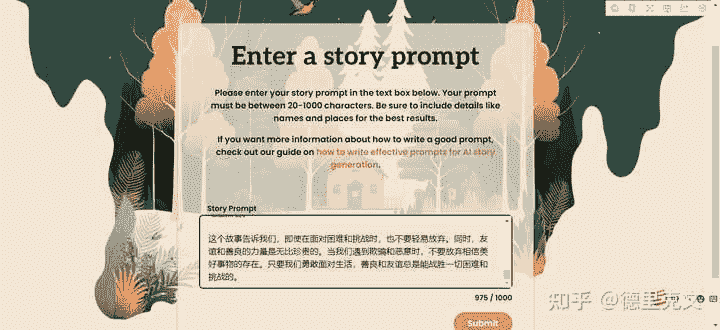 Enter a story prompt
Please enter your story prompt in the text box below. Your prompt
must be between 20-1000 characters. Be sure to include details like
names and places for the best results.
If you want more information about how to write a good prompt,
check out our guide on how to write effective prompts for AI story
generation.
Story Prompt
这个故事告诉我们，即使在面对困难和挑战时，也不要轻易放弃。同时，友
谊和善良的力量是无比珍贵的。当我们遇到欺骗和恶意时，不要放弃相信美
好事物的存在。只要我们勇敢面对生活，善良和友谊总是能战胜一切困难和
挑战的。
975 / 1000
Submit
知乎 @德里克文